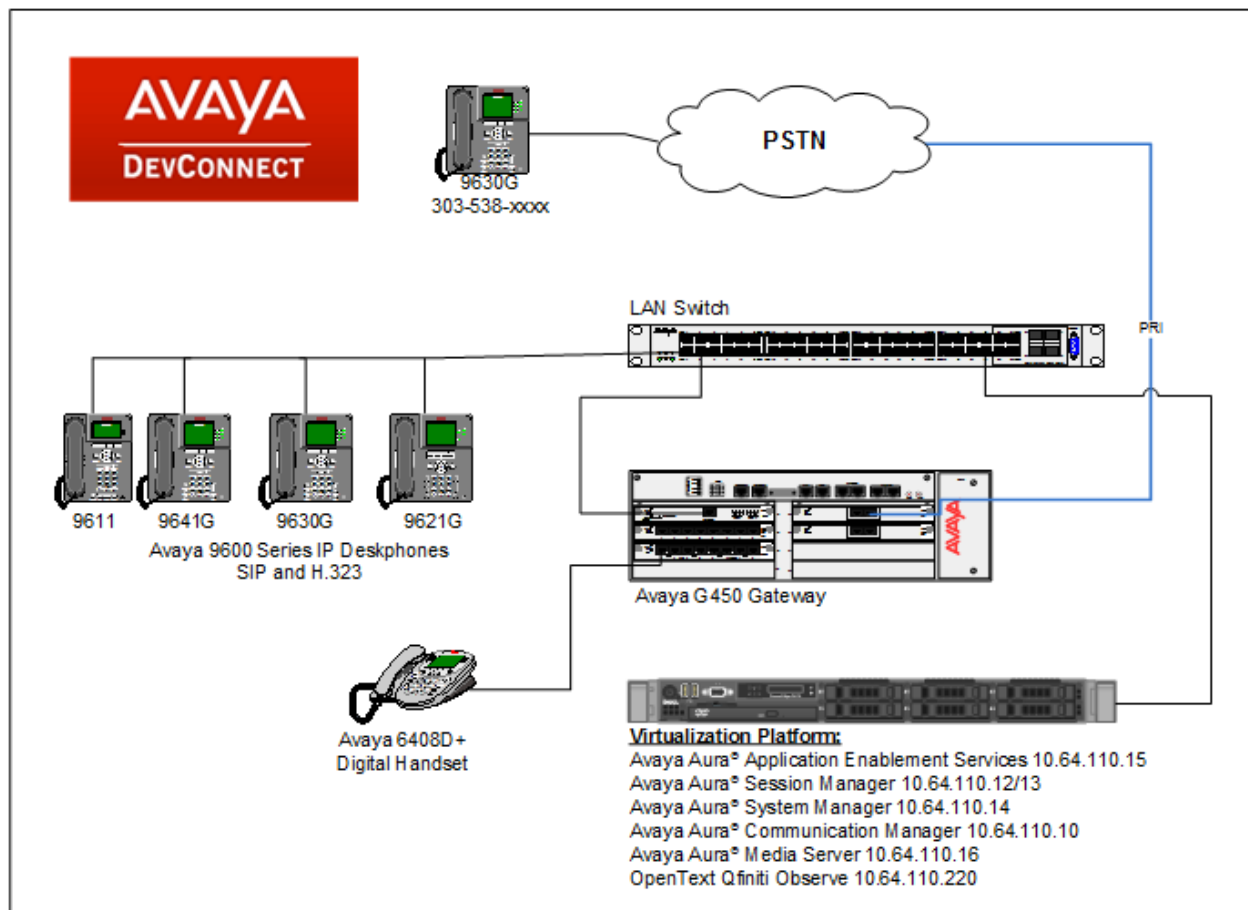 AVAYA
DEVCONNECT
9630G
303-538-xxxx
PSTN
LAN Switch
PRI
9611
9641G
9630G
9621G
Avaya 9600 Series IP Deskphones
SIP and H.323
AVAYA
Avaya G450 Gateway
Avaya 6408D+
Digital Handset
Virtualization Platform:
Avaya Aura® Application Enablement Services 10.64.110.15
Avaya Aura® Session Manager 10.64.110.12/13
Avaya Aura® System Manager 10.64.110.14
Avaya Aura® Communication Manager 10.64.110.10
Avaya Aura® Media Server 10.64.110.16
OpenText Qfiniti Observe 10.64.110.220